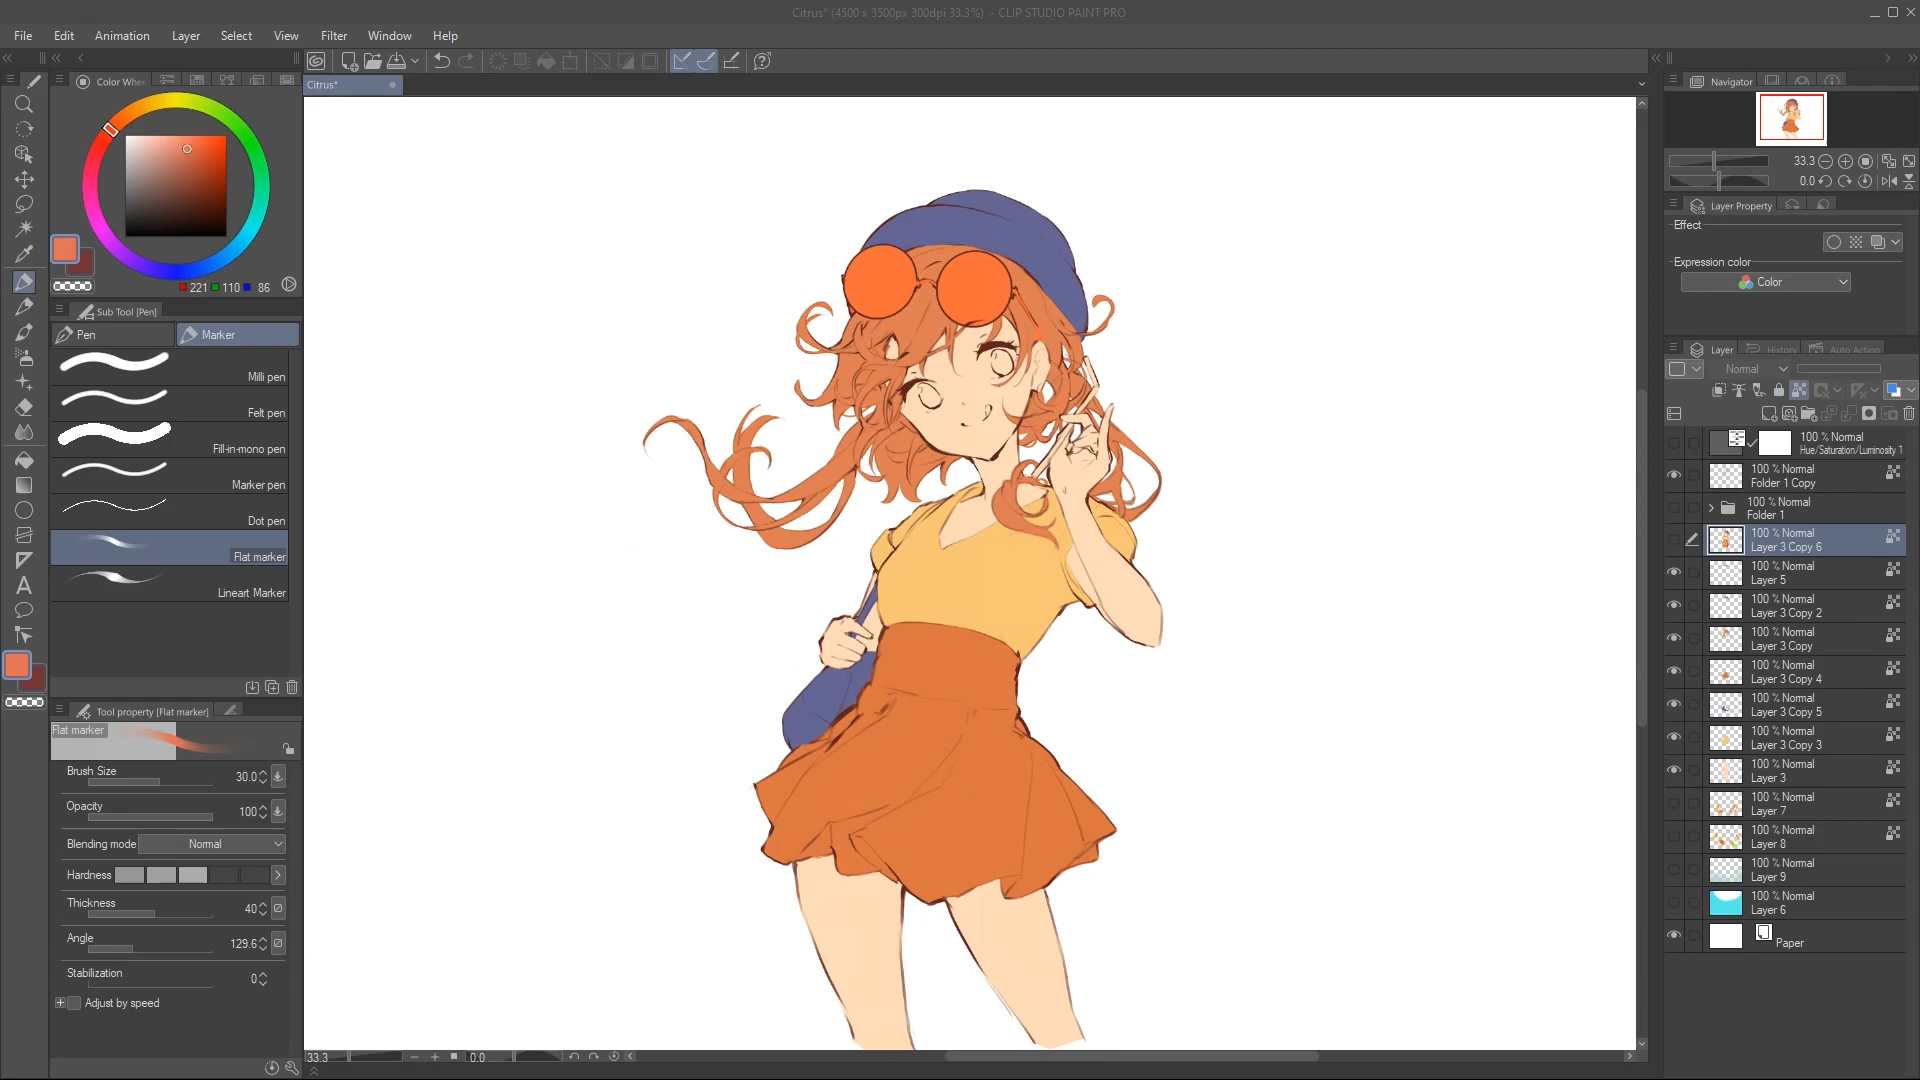 Citrus* (4500 x 3500px 300dpi 33.3%) - CLIP STUDIO PAINT PRO
File Edit Animation Layer Select View Filter Window Help
Color Whe
Citrus*
221 110 86
Sub Tool [Pen]
Pen
Marker
Milli pen
Felt pen
Fill-in-mono pen
Marker pen
Dot pen
Flat marker
Lineart Marker
Tool property [Flat marker]
Flat marker
Brush Size 30.0
Opacity 100
Blending mode Normal
Hardness
Thickness 40
Angle 129.6
Stabilization 0
Adjust by speed
33.3 0.0
Navigator
33.3
0.0
Layer Property
Effect
Expression color
Color
Layer History Auto Action
Normal
100 % Normal
Hue/Saturation/Luminosity 1
100 % Normal
Folder 1 Copy
100 % Normal
Folder 1
100 % Normal
Layer 3 Copy 6
100 % Normal
Layer 5
100 % Normal
Layer 3 Copy 2
100 % Normal
Layer 3 Copy
100 % Normal
Layer 3 Copy 4
100 % Normal
Layer 3 Copy 5
100 % Normal
Layer 3 Copy 3
100 % Normal
Layer 3
100 % Normal
Layer 7
100 % Normal
Layer 8
100 % Normal
Layer 9
100 % Normal
Layer 6
Paper